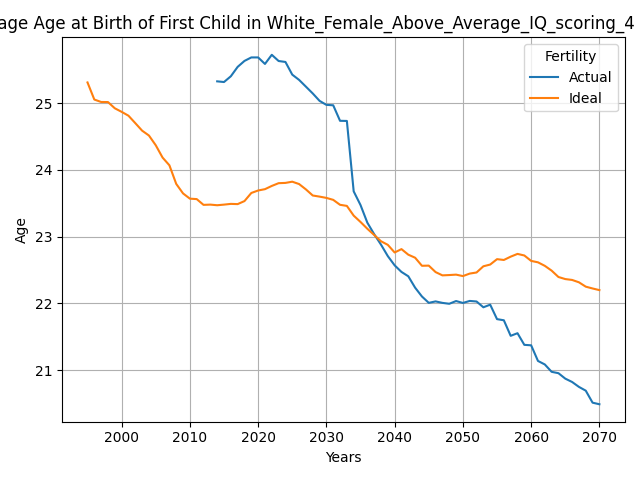 age Age at Birth of First Child in White_Female_Above_Average_IQ_scoring_4
Fertility
Actual
Ideal
25
24
23
22
21
Age
2000 2010 2020 2030 2040 2050 2060 2070
Years